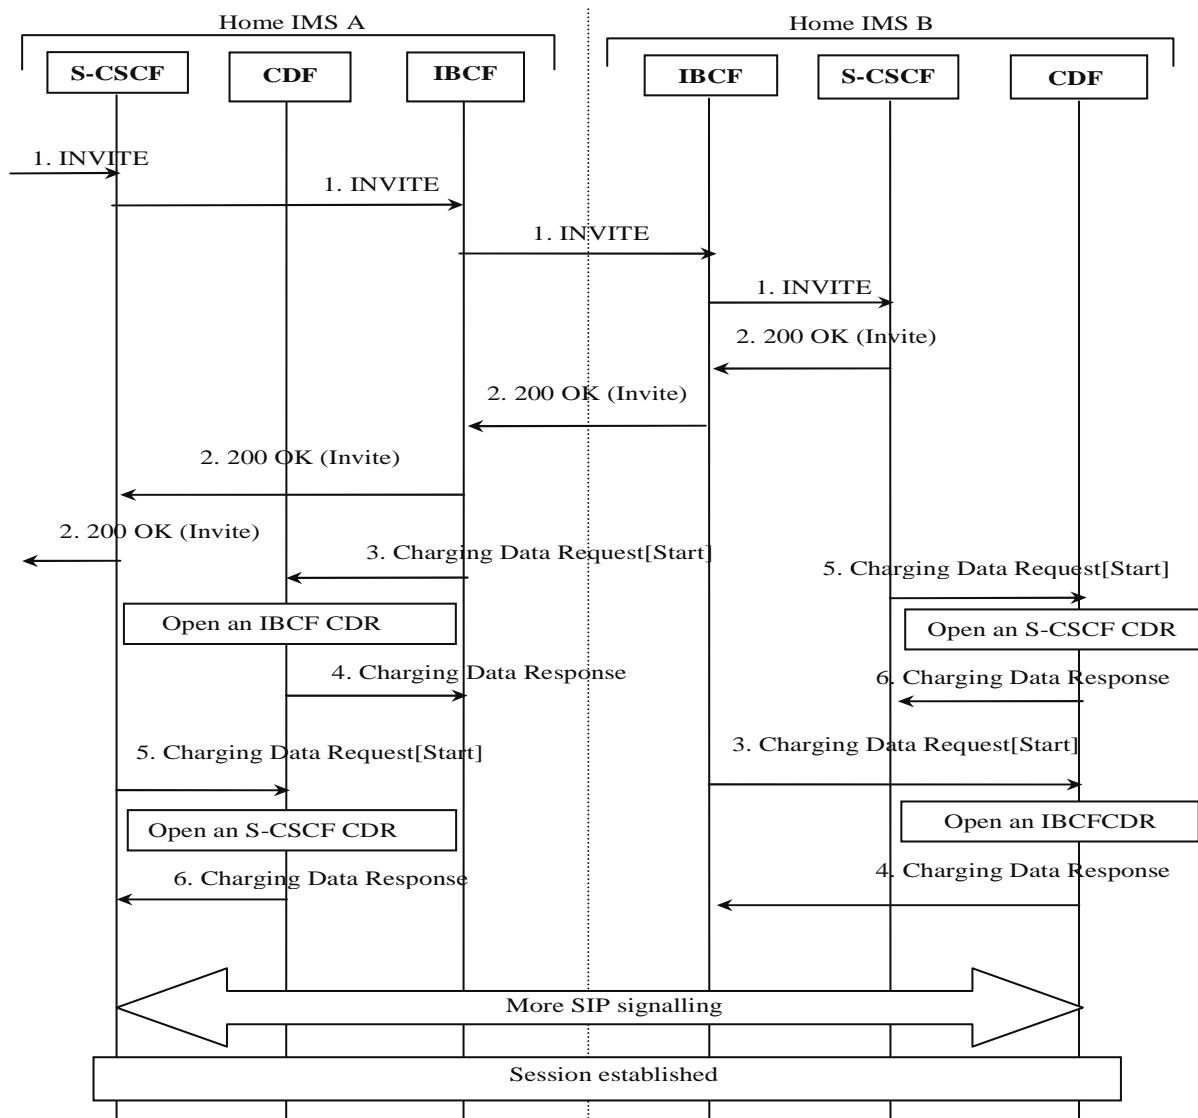 Home IMS A
Home IMS B
S-CSCF
CDF
IBCF
IBCF
S-CSCF
CDF
1. INVITE
1. INVITE
1. INVITE
1. INVITE
2. 200 OK (Invite)
2. 200 OK (Invite)
2. 200 OK (Invite)
2. 200 OK (Invite)
3. Charging Data Request[Start]
5. Charging Data Request[Start]
Open an IBCF CDR
Open an S-CSCF CDR
4. Charging Data Response
6. Charging Data Response
5. Charging Data Request[Start]
3. Charging Data Request[Start]
Open an S-CSCF CDR
Open an IBCFCDR
6. Charging Data Response
4. Charging Data Response
More SIP signalling
Session established